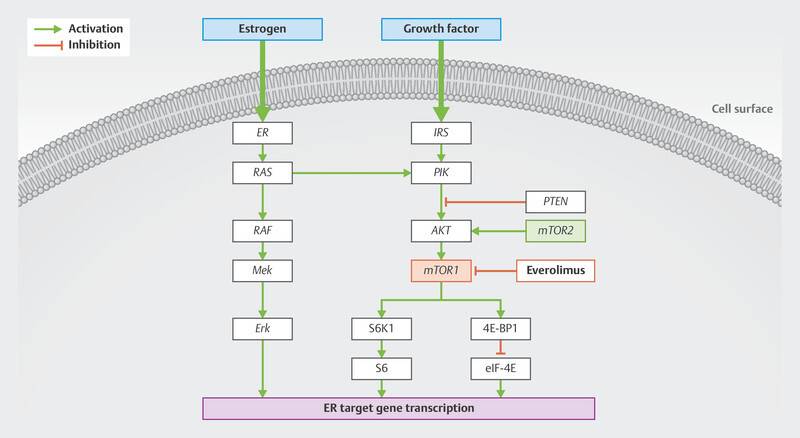 Activation
Inhibition
Estrogen
Growth factor
Cell surface
ER
IRS
RAS
PIK
PTEN
RAF
AKT
mTOR2
Mek
mTOR1
Everolimus
Erk
S6K1
4E-BP1
S6
eIF-4E
ER target gene transcription